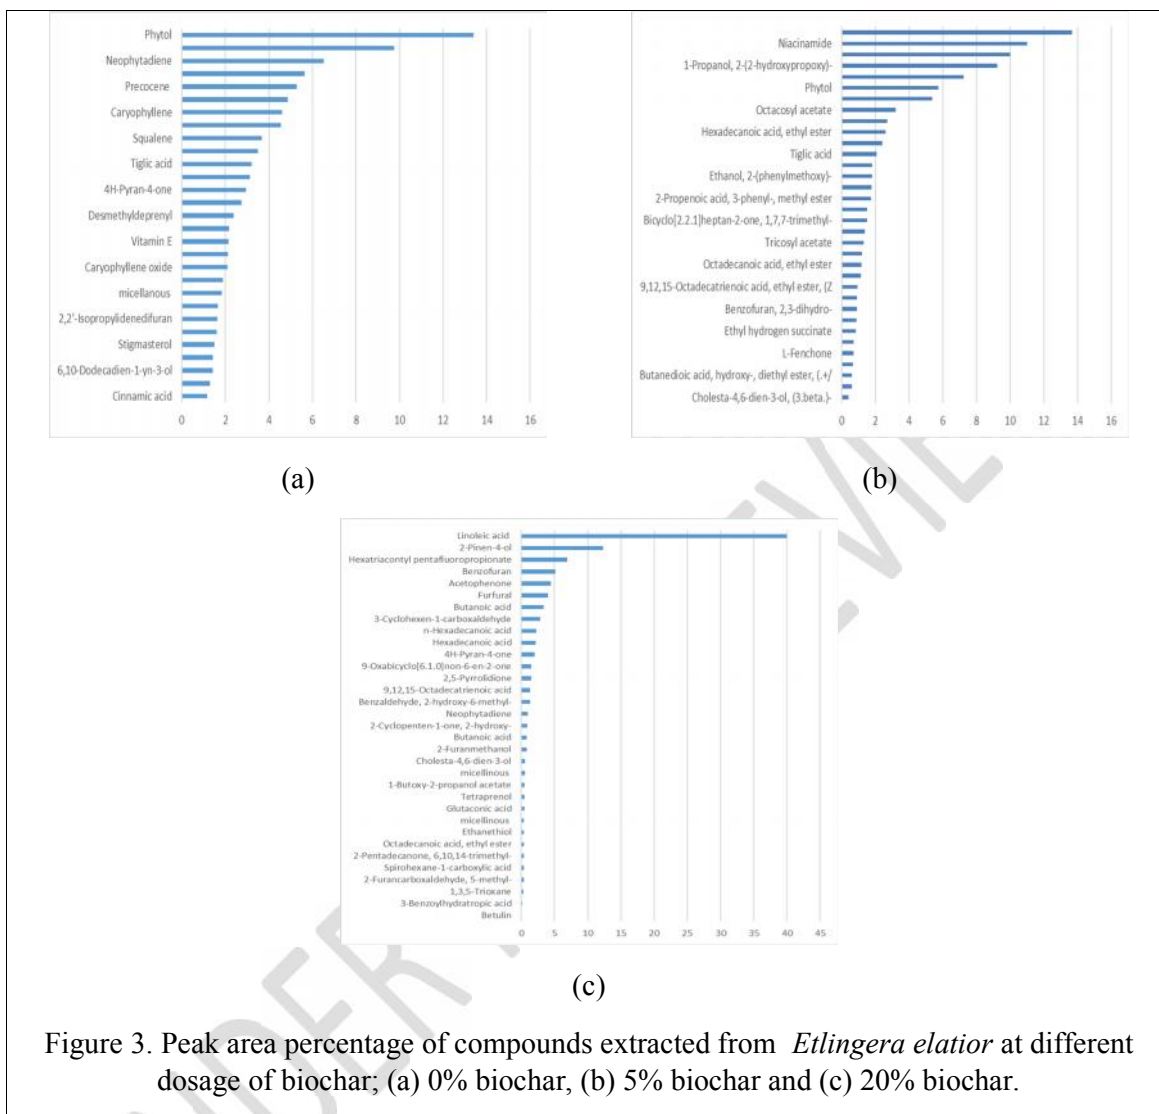 Phytol
Neophytadiene
Precocene
Caryophyllene
Squalene
Tiglic acid
4H-Pyran-4-one
Desmethyldeprenyl
Vitamin E
Caryophyllene oxide
micellanous
2,2'-Isopropylidenedifuran
Stigmasterol
6,10-Dodecadien-1-yn-3-ol
Cinnamic acid
0 2 4 6 8 10 12 14 16
(a)
Niacinamide
1-Propanol, 2-(2-hydroxypropoxy)-
Phytol
Octacosyl acetate
Hexadecanoic acid, ethyl ester
Tiglic acid
Ethanol, 2-(phenylmethoxy)-
2-Propenoic acid, 3-phenyl-, methyl ester
Bicyclo[2.2.1]heptan-2-one, 1,7,7-trimethyl-
Tricosyl acetate
Octadecanoic acid, ethyl ester
9,12,15-Octadecatrienoic acid, ethyl ester, (Z
Benzofuran, 2,3-dihydro-
Ethyl hydrogen succinate
L-Fenchone
Butanedioic acid, hydroxy-, diethyl ester, (.+/
Cholesta-4,6-dien-3-ol, (3.beta.)-
0 2 4 6 8 10 12 14 16
(b)
Linoleic acid
2-Pinen-4-ol
Hexatriacontyl pentafluoropropionate
Benzofuran
Acetophenone
Furfural
Butanoic acid
3-Cyclohexen-1-carboxaldehyde
n-Hexadecanoic acid
Hexadecanoic acid
4H-Pyran-4-one
9-Oxabicyclo[6.1.0]non-6-en-2-one
2,5-Pyrrolidione
9,12,15-Octadecatrienoic acid
Benzaldehyde, 2-hydroxy-6-methyl-
Neophytadiene
2-Cyclopenten-1-one, 2-hydroxy-
Butanoic acid
2-Furanmethanol
Cholesta-4,6-dien-3-ol
micellinous
1-Butoxy-2-propanol acetate
Tetraprenol
Glutaconic acid
micellinous
Ethanethiol
Octadecanoic acid, ethyl ester
2-Pentadecanone, 6,10,14-trimethyl-
Spirohexane-1-carboxylic acid
2-Furancarboxaldehyde, 5-methyl-
1,3,5-Trioxane
3-Benzoylhydratropic acid
Betulin
0 5 10 15 20 25 30 35 40 45
(c)
Figure 3. Peak area percentage of compounds extracted from Etlingera elatior at different
dosage of biochar; (a) 0% biochar, (b) 5% biochar and (c) 20% biochar.